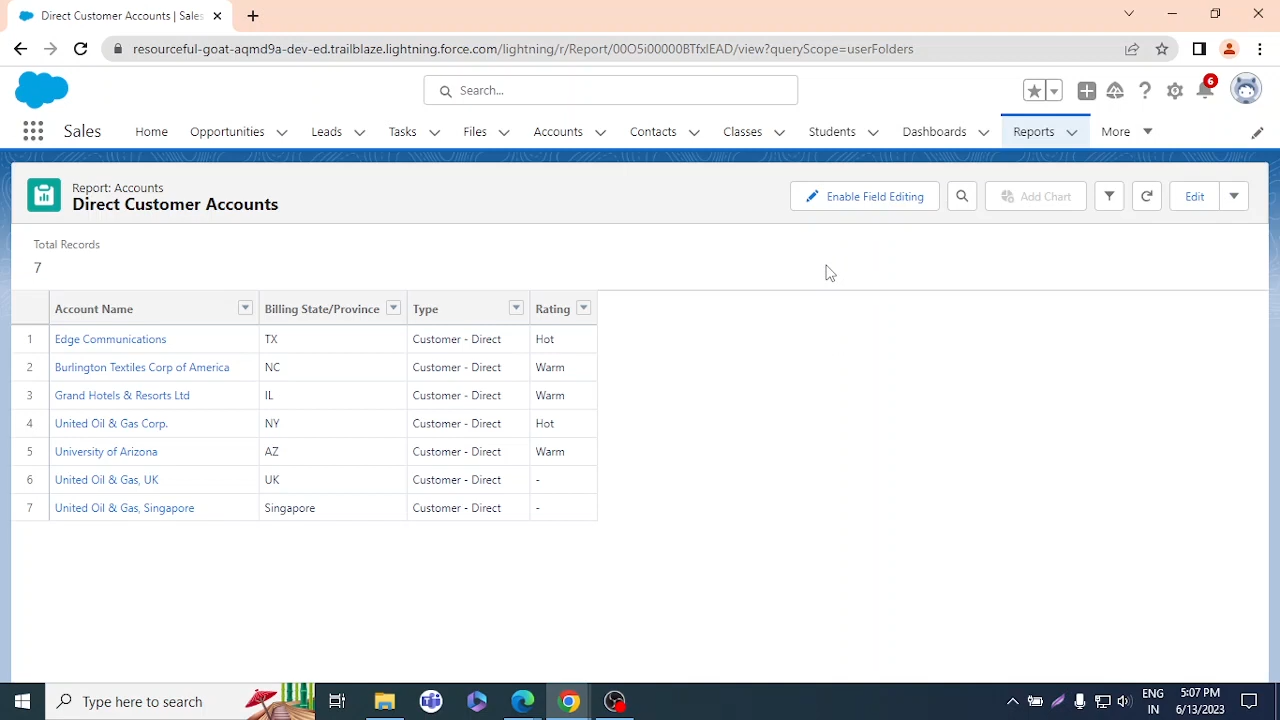 Direct Customer Accounts | Sales
resourceful-goat-aqmd9a-dev-ed.trailblaze.lightning.force.com/lightning/r/Report/00O5i00000BTfxlEAD/view?queryScope=userFolders
Search...
6
Sales Home Opportunities Leads Tasks Files Accounts Contacts Classes Students Dashboards Reports More
Report: Accounts
Direct Customer Accounts
Enable Field Editing Add Chart Edit
Total Records
7
Account Name Billing State/Province Type Rating
1 Edge Communications TX Customer - Direct Hot
2 Burlington Textiles Corp of America NC Customer - Direct Warm
3 Grand Hotels & Resorts Ltd IL Customer - Direct Warm
4 United Oil & Gas Corp. NY Customer - Direct Hot
5 University of Arizona AZ Customer - Direct Warm
6 United Oil & Gas, UK UK Customer - Direct -
7 United Oil & Gas, Singapore Singapore Customer - Direct -
Type here to search
ENG
IN
5:07 PM
6/13/2023